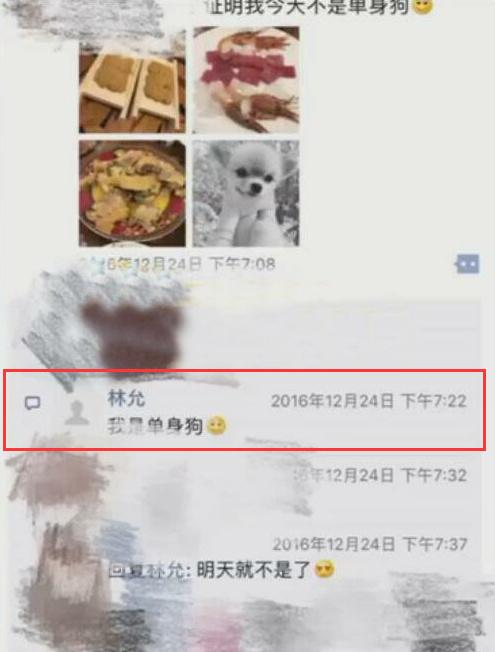 证明我今天不是单身狗
6年12月24日 下午7:08
林允
2016年12月24日 下午7:22
我是单身狗
年12月24日 下午7:32
2016年12月24日 下午7:37
回复林允: 明天就不是了